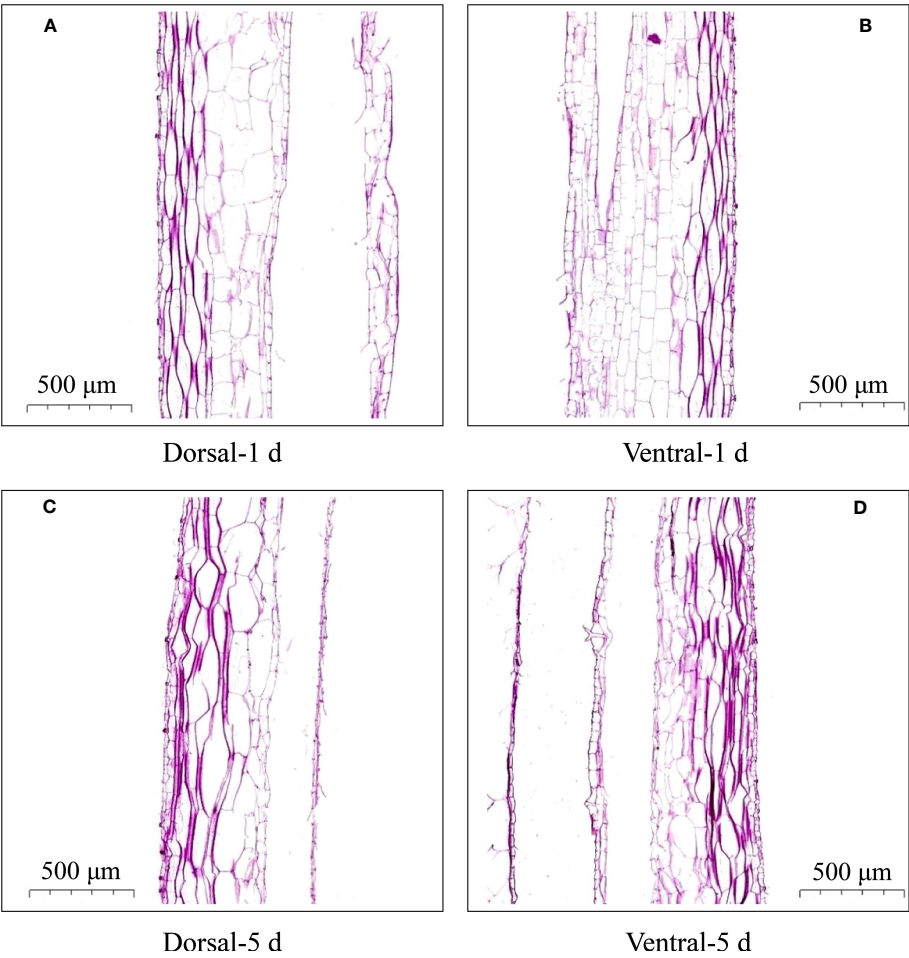 A
B
500 μm
500 μm
Dorsal-1 d
Ventral-1 d
C
D
500 μm
500 μm
Dorsal-5 d
Ventral-5 d